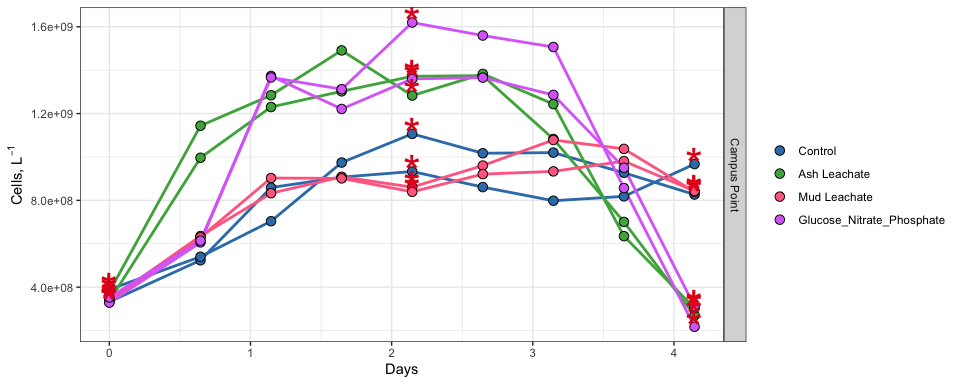 1.6e+09
1.2e+09
8.0e+08
4.0e+08
Cells, L⁻¹
0 1 2 3 4
Days
Campus Point
Control
Ash Leachate
Mud Leachate
Glucose_Nitrate_Phosphate